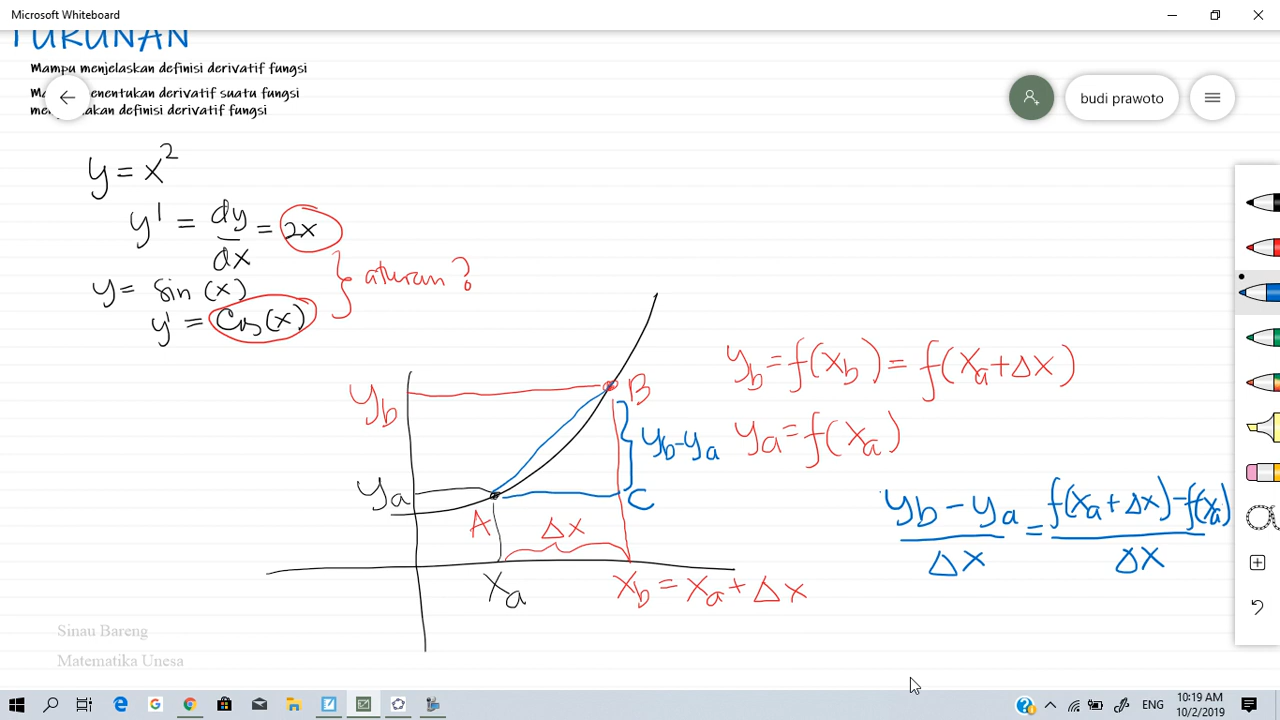 Microsoft Whiteboard
TURUNAN
Mampu menjelaskan definisi derivatif fungsi
enentukan derivatif suatu fungsi
akan definisi derivatif fungsi
budi prawoto
y = x²
y' = dy/dx = 2x
y = sin (x)
y' = Cos(x)
} aturan ?
y_b
B
y_b = f(x_b) = f(x_a + Δx)
} y_b - y_a
y_a = f(x_a)
y_a
A
C
(y_b - y_a)/Δx = (f(x_a + Δx) - f(x_a))/Δx
Δx
x_a
x_b = x_a + Δx
Sinau Bareng
Matematika Unesa
ENG
10:19 AM
10/2/2019